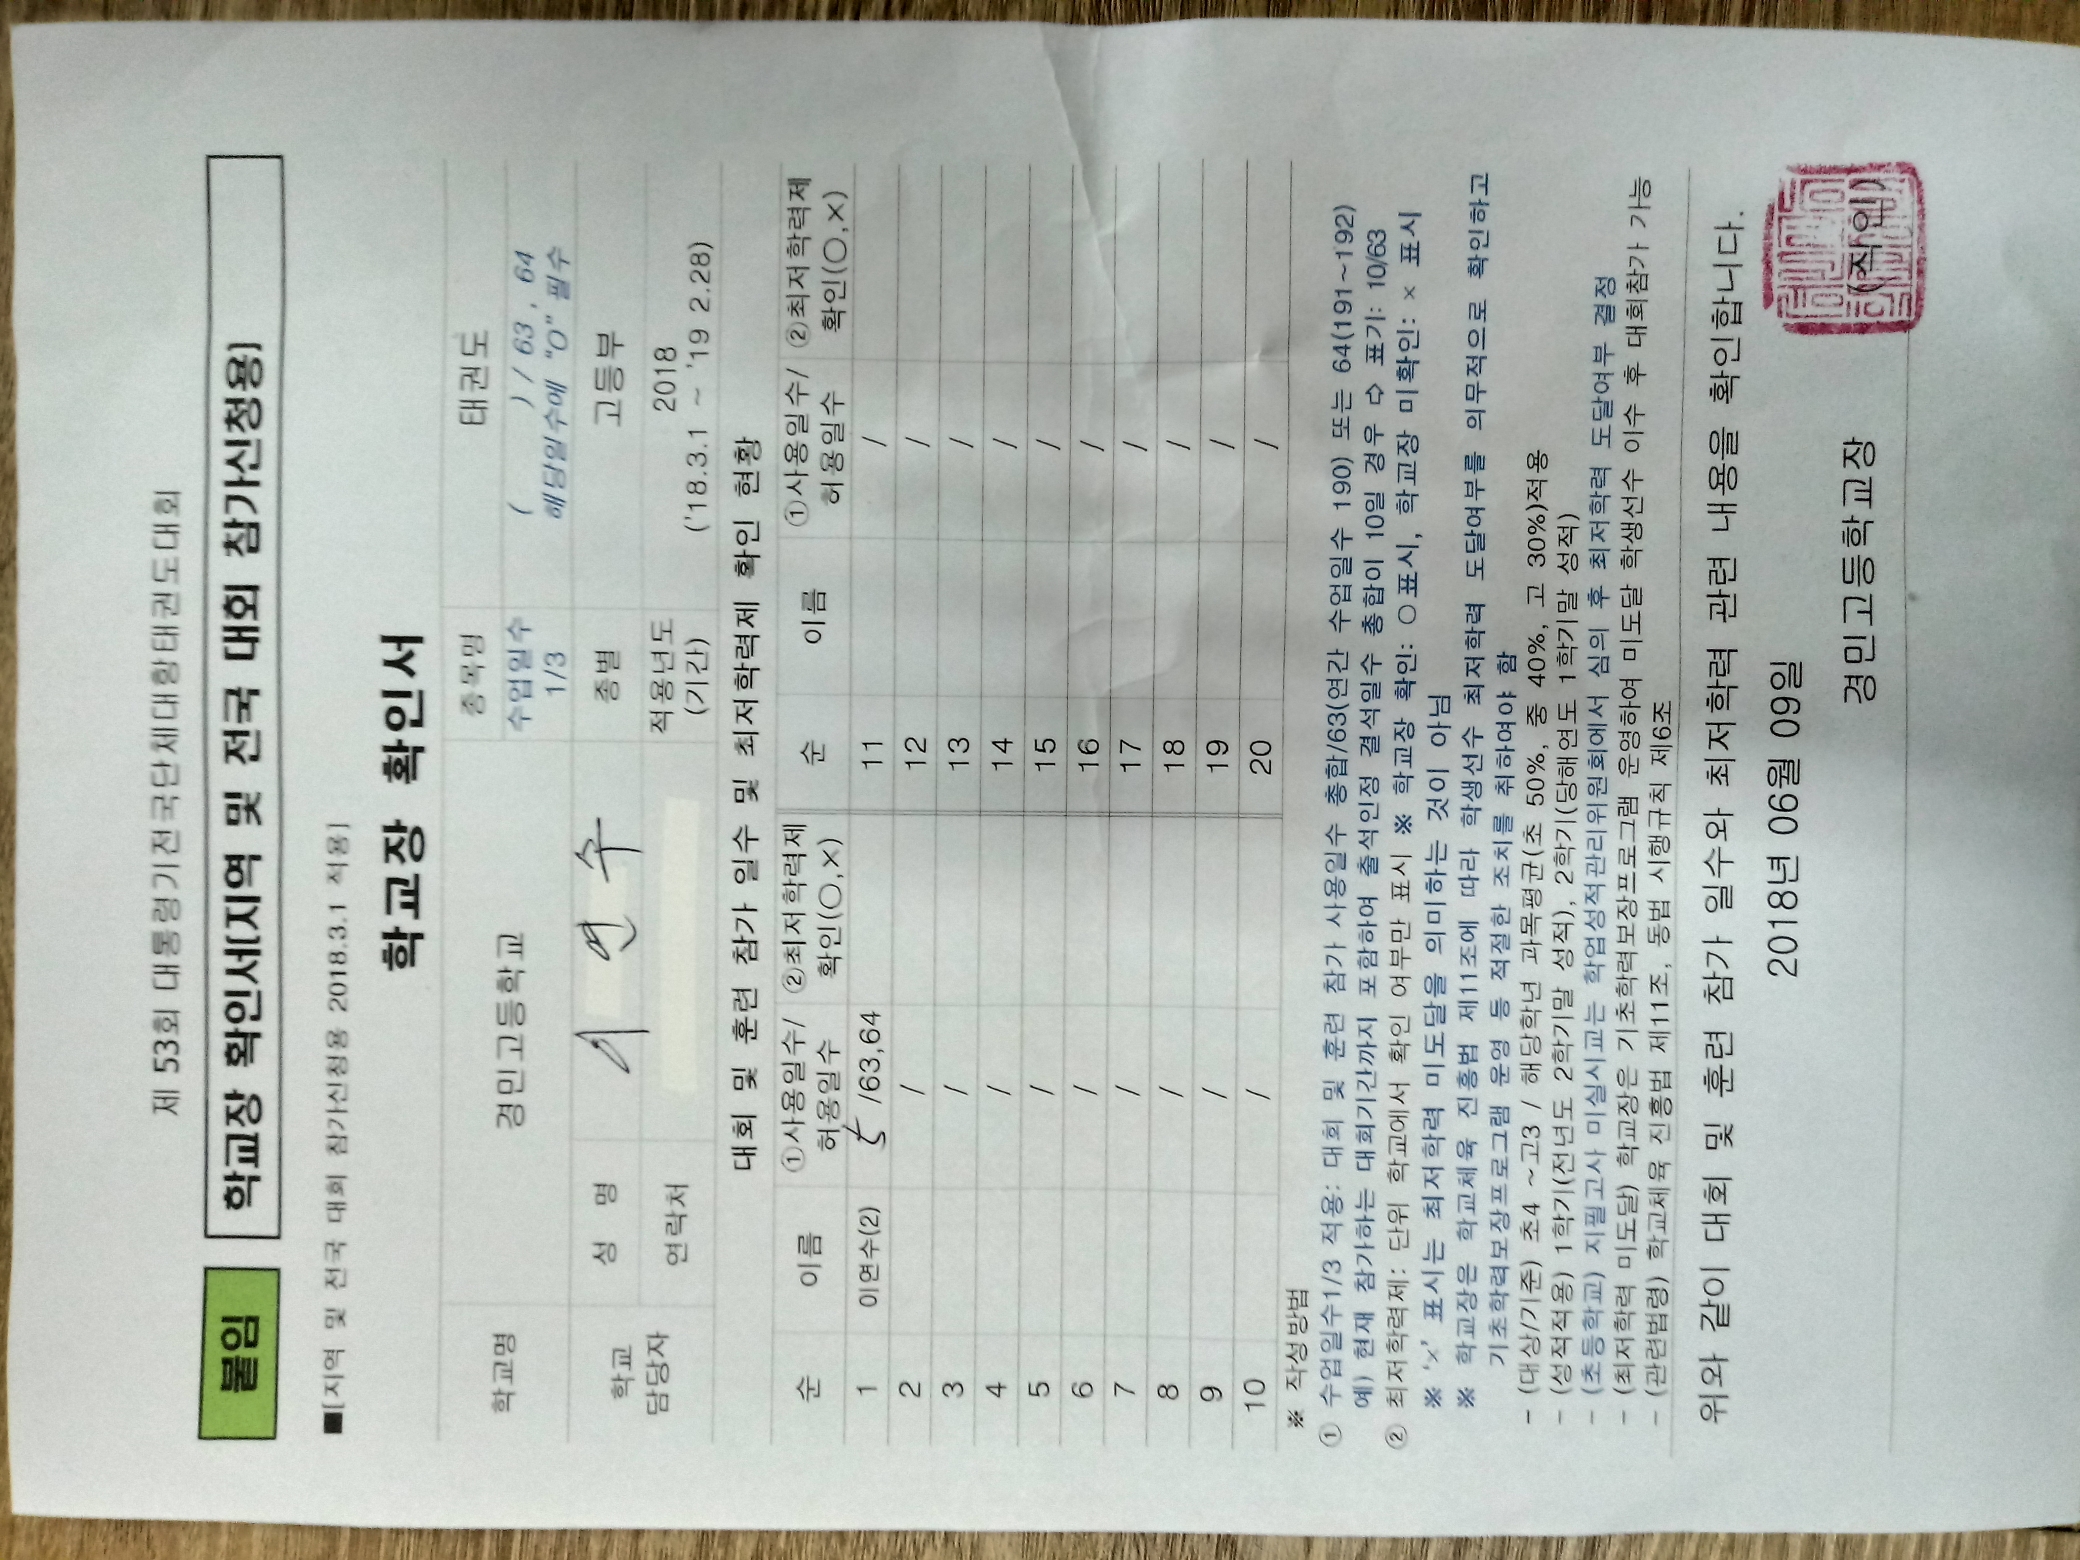 제 53회 대통령기전국단체대항태권도대회
붙임 학교장 확인서[지역 및 전국 대회 참가신청용]
■[지역 및 전국 대회 참가신청용 2018.3.1 적용]
학교장 확인서
학교명 경민고등학교 종목명 태권도
수업일수 1/3 ( ) / 63, 64
해당일수에 "O" 필수
학교 담당자 성 명 연수 종별 고등부
연락처 적용년도 (기간) 2018
('18.3.1 ~ '19 2.28)
대회 및 훈련 참가 일수 및 최저학력제 확인 현황
순 이름 ①사용일수/ 허용일수 ②최저학력제 확인(○,×) 순 이름 ①사용일수/ 허용일수 ②최저학력제 확인(○,×)
1 이연수(2) 5 /63,64 11 /
2 / 12 /
3 / 13 /
4 / 14 /
5 / 15 /
6 / 16 /
7 / 17 /
8 / 18 /
9 / 19 /
10 / 20 /
※ 작성방법
① 수업일수1/3 적용: 대회 및 훈련 참가 사용일수 총합/63(연간 수업일수 190) 또는 64(191~192)
예) 현재 참가하는 대회기간까지 포함하여 출석인정 결석일수 총합이 10일 경우 ⇨ 표기: 10/63
② 최저학력제: 단위 학교에서 확인 여부만 표시 ※ 학교장 확인: ○표시, 학교장 미확인: × 표시
※ '×' 표시는 최저학력 미도달을 의미하는 것이 아님
※ 학교장은 학교체육 진흥법 제11조에 따라 학생선수 최저학력 도달여부를 의무적으로 확인하고
기초학력보장프로그램 운영 등 적절한 조치를 취하여야 함
- (대상/기준) 초4 ~고3 / 해당학년 과목평균(초 50%, 중 40%, 고 30%)적용
- (성적적용) 1학기(전년도 2학기말 성적), 2학기(당해연도 1학기말 성적)
- (초등학교) 지필고사 미실시교는 학업성적관리위원회에서 심의 후 최저학력 도달여부 결정
- (최저학력 미도달) 학교장은 기초학력보장프로그램 운영하여 미도달 학생선수 이수 후 대회참가 가능
- (관련법령) 학교체육 진흥법 제11조, 동법 시행규칙 제6조
위와 같이 대회 및 훈련 참가 일수와 최저학력 관련 내용을 확인합니다.
2018년 06월 09일
경민고등학교장 (직인)